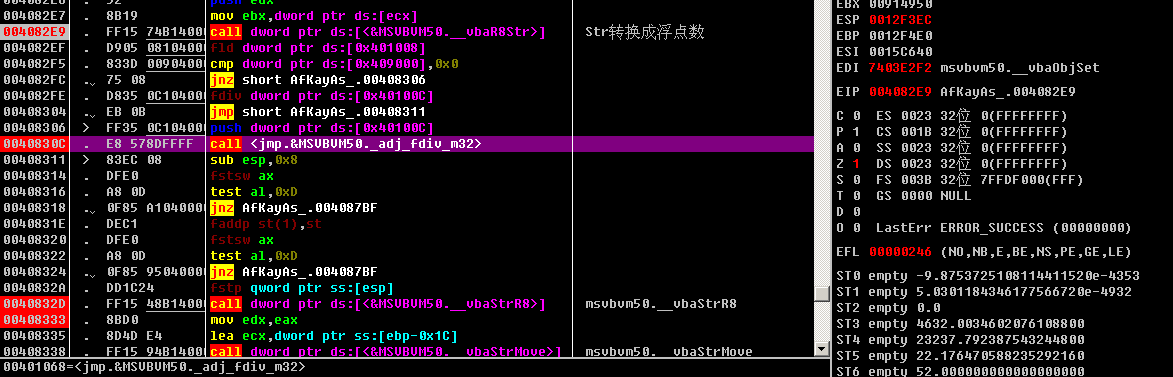 004082E6 . 52 push edx
004082E7 . 8B19 mov ebx,dword ptr ds:[ecx]
004082E9 . FF15 74B14000 call dword ptr ds:[<&MSVBVM50.__vbaR8Str>] Str转换成浮点数
004082EF . D905 08104000 fld dword ptr ds:[0x401008]
004082F5 . 833D 00904000 cmp dword ptr ds:[0x409000],0x0
004082FC . 75 08 jnz short AfKayAs_.00408306
004082FE . D835 0C104000 fdiv dword ptr ds:[0x40100C]
00408304 . EB 0B jmp short AfKayAs_.00408311
00408306 > FF35 0C104000 push dword ptr ds:[0x40100C]
0040830C . E8 578DFFFF call <jmp.&MSVBVM50._adj_fdiv_m32>
00408311 > 83EC 08 sub esp,0x8
00408314 . DFE0 fstsw ax
00408316 . A8 0D test al,0xD
00408318 . 0F85 A1040000 jnz AfKayAs_.004087BF
0040831E . DEC1 faddp st(1),st
00408320 . DFE0 fstsw ax
00408322 . A8 0D test al,0xD
00408324 . 0F85 95040000 jnz AfKayAs_.004087BF
0040832A . DD1C24 fstp qword ptr ss:[esp]
0040832D . FF15 48B14000 call dword ptr ds:[<&MSVBVM50.__vbaStrR8>] msvbvm50.__vbaStrR8
00408333 . 8BD0 mov edx,eax
00408335 . 8D4D E4 lea ecx,dword ptr ss:[ebp-0x1C]
00408338 . FF15 94B14000 call dword ptr ds:[<&MSVBVM50.__vbaStrMove>] msvbvm50.__vbaStrMove
00401068=<jmp.&MSVBVM50._adj_fdiv_m32>
EBX 00914950
ESP 0012F3EC
EBP 0012F4E0
ESI 0015C640
EDI 7403E2F2 msvbvm50.__vbaObjSet
EIP 004082E9 AfKayAs_.004082E9
C 0 ES 0023 32位 0(FFFFFFFF)
P 1 CS 001B 32位 0(FFFFFFFF)
A 0 SS 0023 32位 0(FFFFFFFF)
Z 1 DS 0023 32位 0(FFFFFFFF)
S 0 FS 003B 32位 7FFDF000(FFF)
T 0 GS 0000 NULL
D 0
O 0 LastErr ERROR_SUCCESS (00000000)
EFL 00000246 (NO,NB,E,BE,NS,PE,GE,LE)
ST0 empty -9.8753725108114411520e-4353
ST1 empty 5.0301184346177566720e-4932
ST2 empty 0.0
ST3 empty 4632.0034602076108800
ST4 empty 23237.792387543244800
ST5 empty 22.176470588235292160
ST6 empty 52.000000000000000000